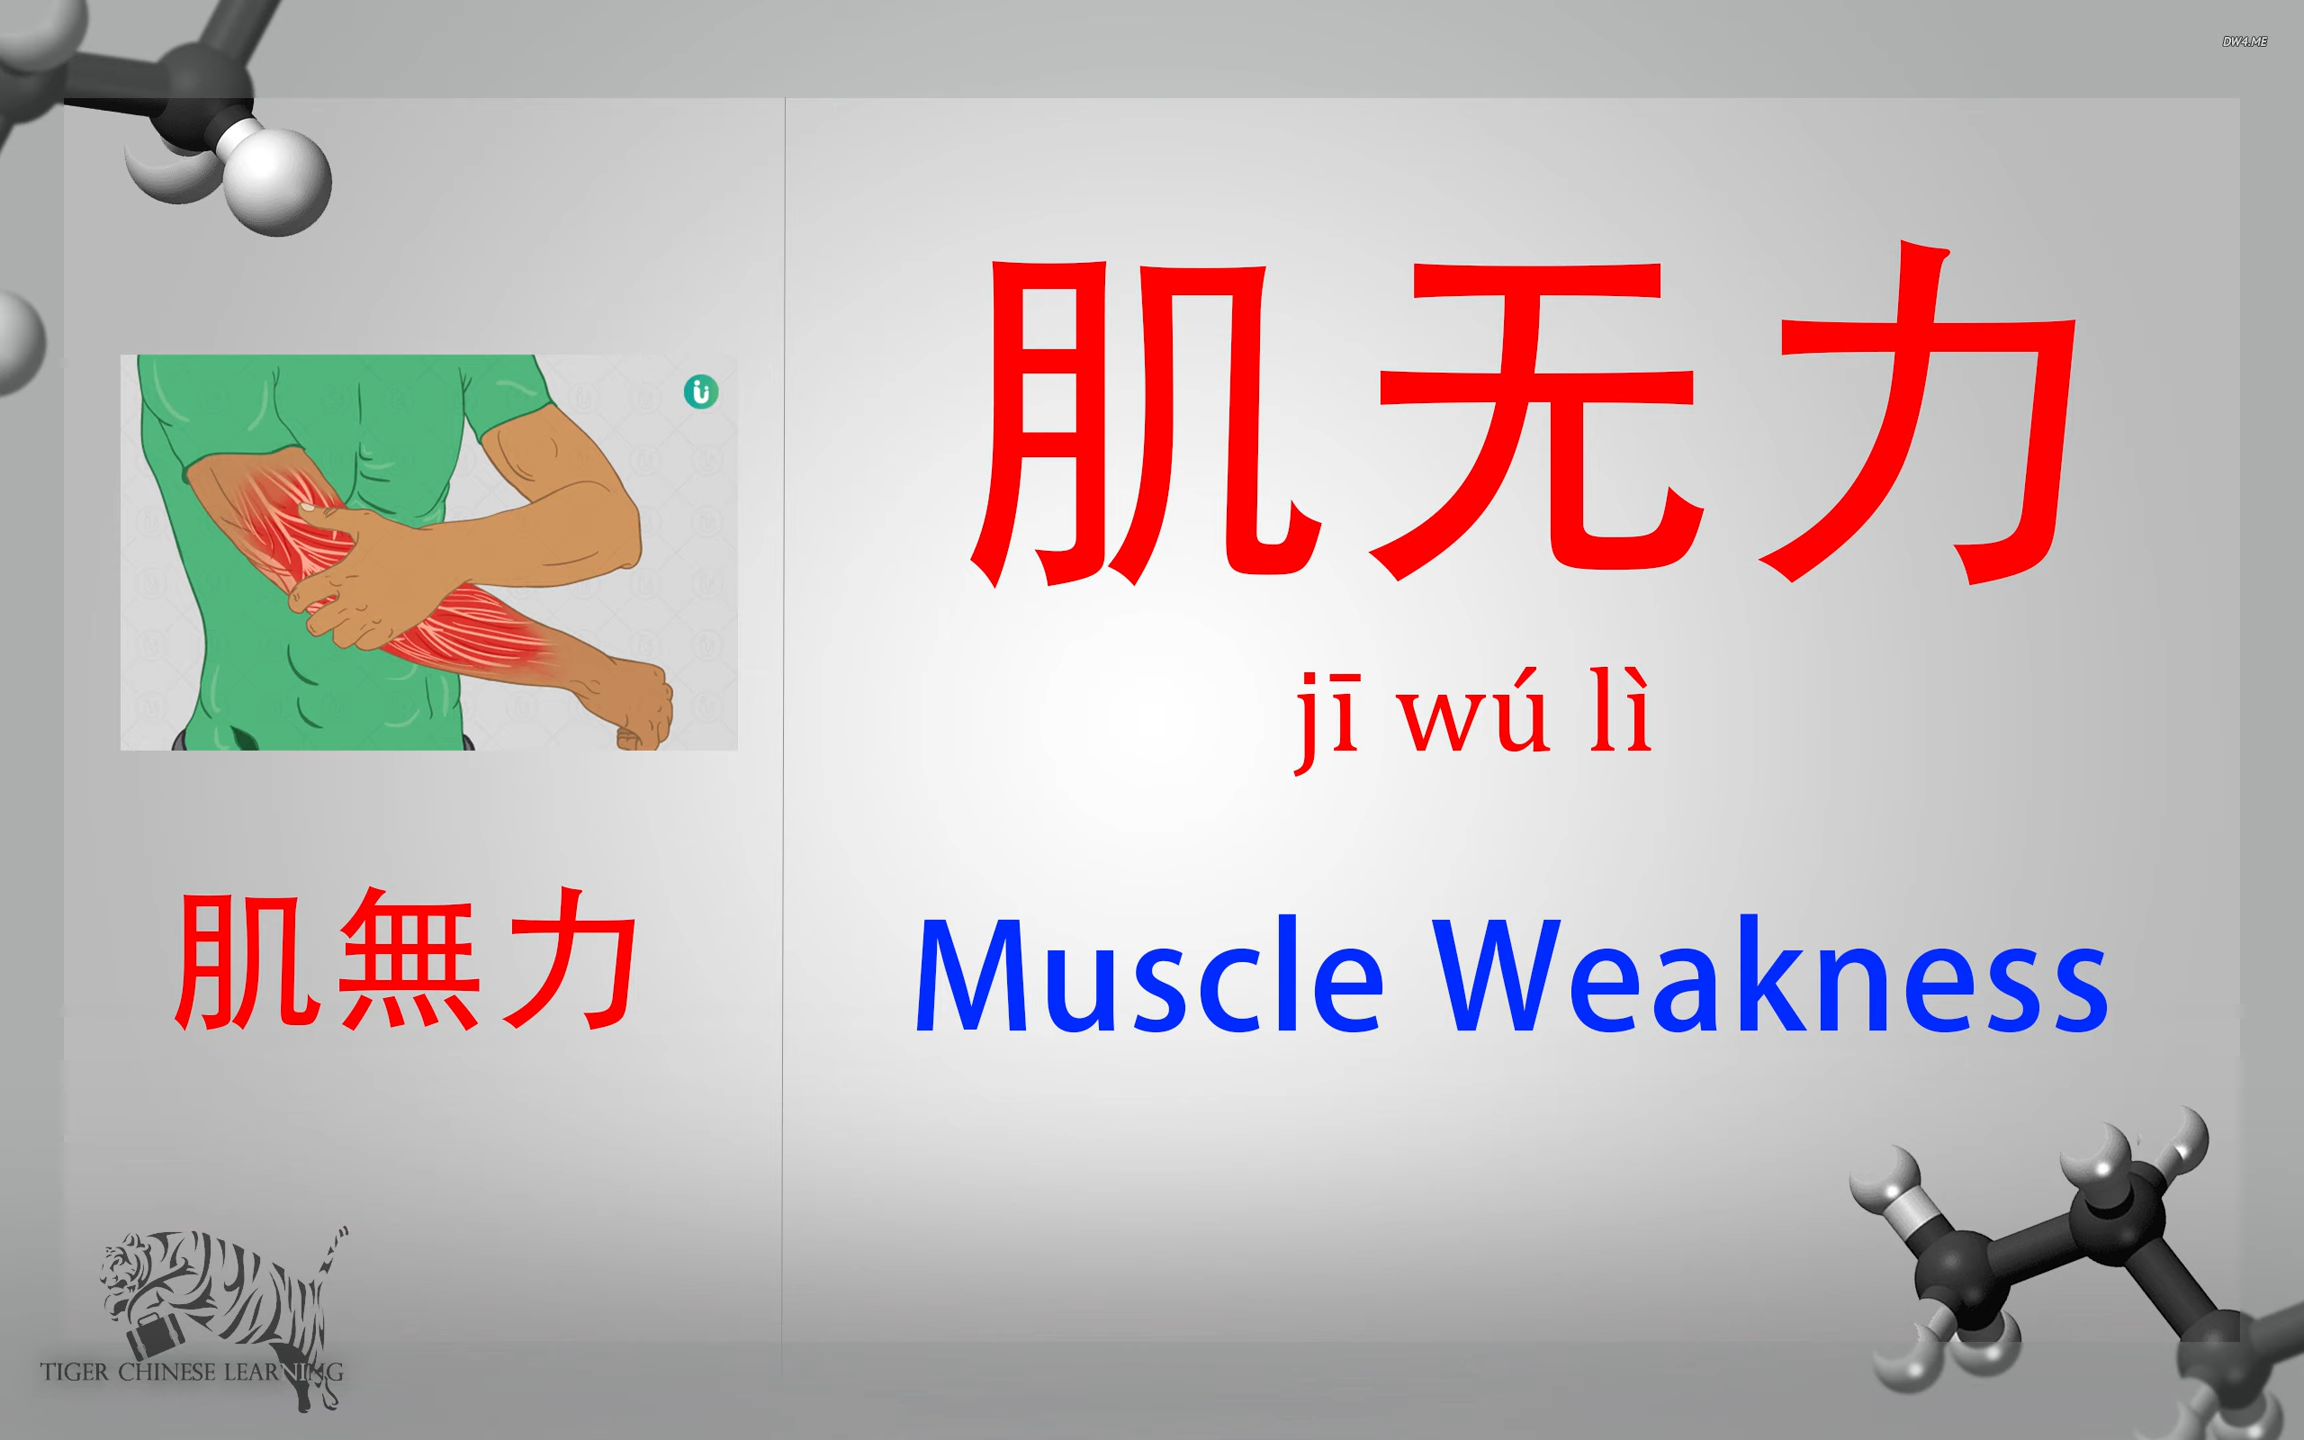 DW4.ME
肌无力
jī wú lì
肌無力
Muscle Weakness
TIGER CHINESE LEARNING